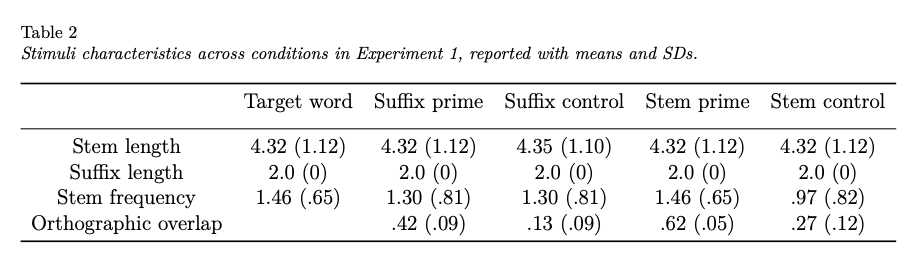 Table 2
Stimuli characteristics across conditions in Experiment 1, reported with means and SDs.
Target word Suffix prime Suffix control Stem prime Stem control
Stem length 4.32 (1.12) 4.32 (1.12) 4.35 (1.10) 4.32 (1.12) 4.32 (1.12)
Suffix length 2.0 (0) 2.0 (0) 2.0 (0) 2.0 (0) 2.0 (0)
Stem frequency 1.46 (.65) 1.30 (.81) 1.30 (.81) 1.46 (.65) .97 (.82)
Orthographic overlap .42 (.09) .13 (.09) .62 (.05) .27 (.12)